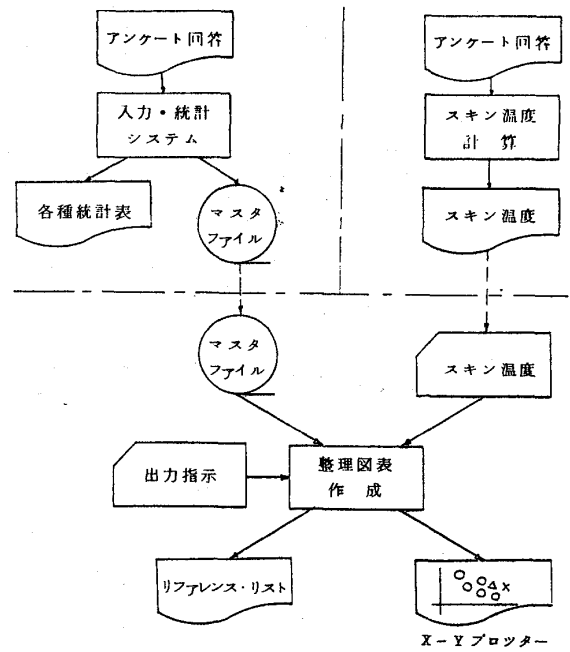 アンケート回答
入力・統計
システム
各種統計表
マスタ
ファイル
アンケート回答
スキン温度
計算
スキン温度
マスタ
ファイル
スキン温度
出力指示
整理図表
作成
リファレンス・リスト
X-Yプロッター